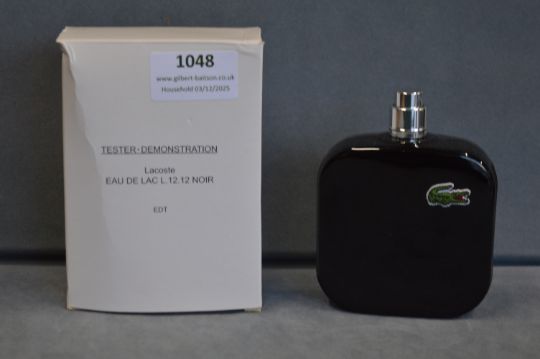 1048
www.gilbert-baitson.co.uk
Household 03/12/2025
TESTER-DEMONSTRATION
Lacoste
EAU DE LAC L.12.12 NOIR
EDT